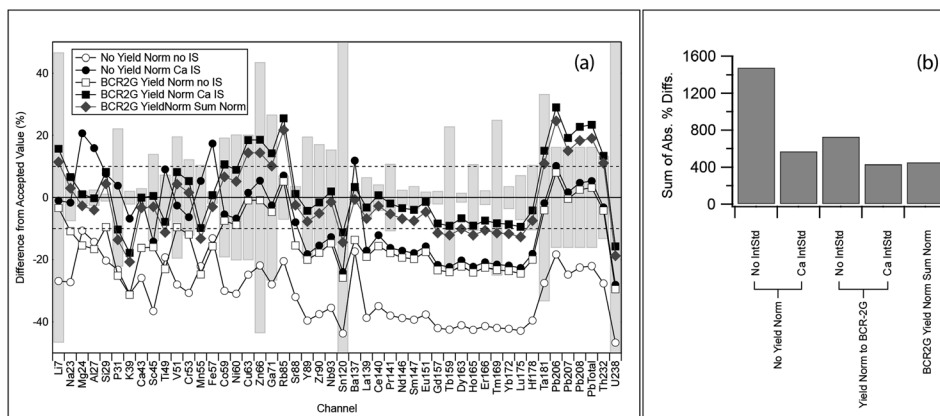 (a)
No Yield Norm no IS
No Yield Norm Ca IS
BCR2G Yield Norm no IS
BCR2G Yield Norm Ca IS
BCR2G YieldNorm Sum Norm
Difference from Accepted Value (%)
40
20
0
-20
-40
Li7
Na23
Mg24
Al27
Si29
P31
K39
Ca43
Sc45
Ti49
V51
Cr53
Mn55
Fe57
Co59
Ni60
Cu63
Zn66
Ga71
Rb85
Sr88
Y89
Zr90
Nb93
Sn120
Ba137
La139
Ce140
Pr141
Nd146
Sm147
Eu151
Gd157
Tb159
Dy163
Ho165
Er166
Tm169
Yb172
Lu175
Hf178
Ta181
Pb206
Pb207
Pb208
PbTotal
Th232
U238
Channel
(b)
Sum of Abs. % Diffs.
1600
1200
800
400
0
No IntStd
Ca IntStd
No IntStd
Ca IntStd
BCR2G Yield Norm Sum Norm
No Yield Norm
Yield Norm to BCR-2G